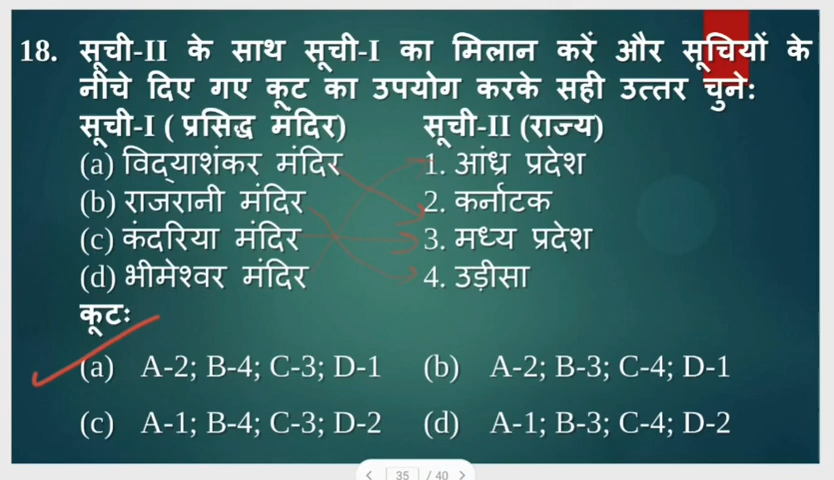 18. सूची-II के साथ सूची-I का मिलान करें और सूचियों के
नीचे दिए गए कूट का उपयोग करके सही उत्तर चुने:
सूची-I ( प्रसिद्ध मंदिर) सूची-II (राज्य)
(a) विद्याशंकर मंदिर 1. आंध्र प्रदेश
(b) राजरानी मंदिर 2. कर्नाटक
(c) कंदरिया मंदिर 3. मध्य प्रदेश
(d) भीमेश्वर मंदिर 4. उड़ीसा
कूटः
(a) A-2; B-4; C-3; D-1 (b) A-2; B-3; C-4; D-1
(c) A-1; B-4; C-3; D-2 (d) A-1; B-3; C-4; D-2
< 35 / 40 >